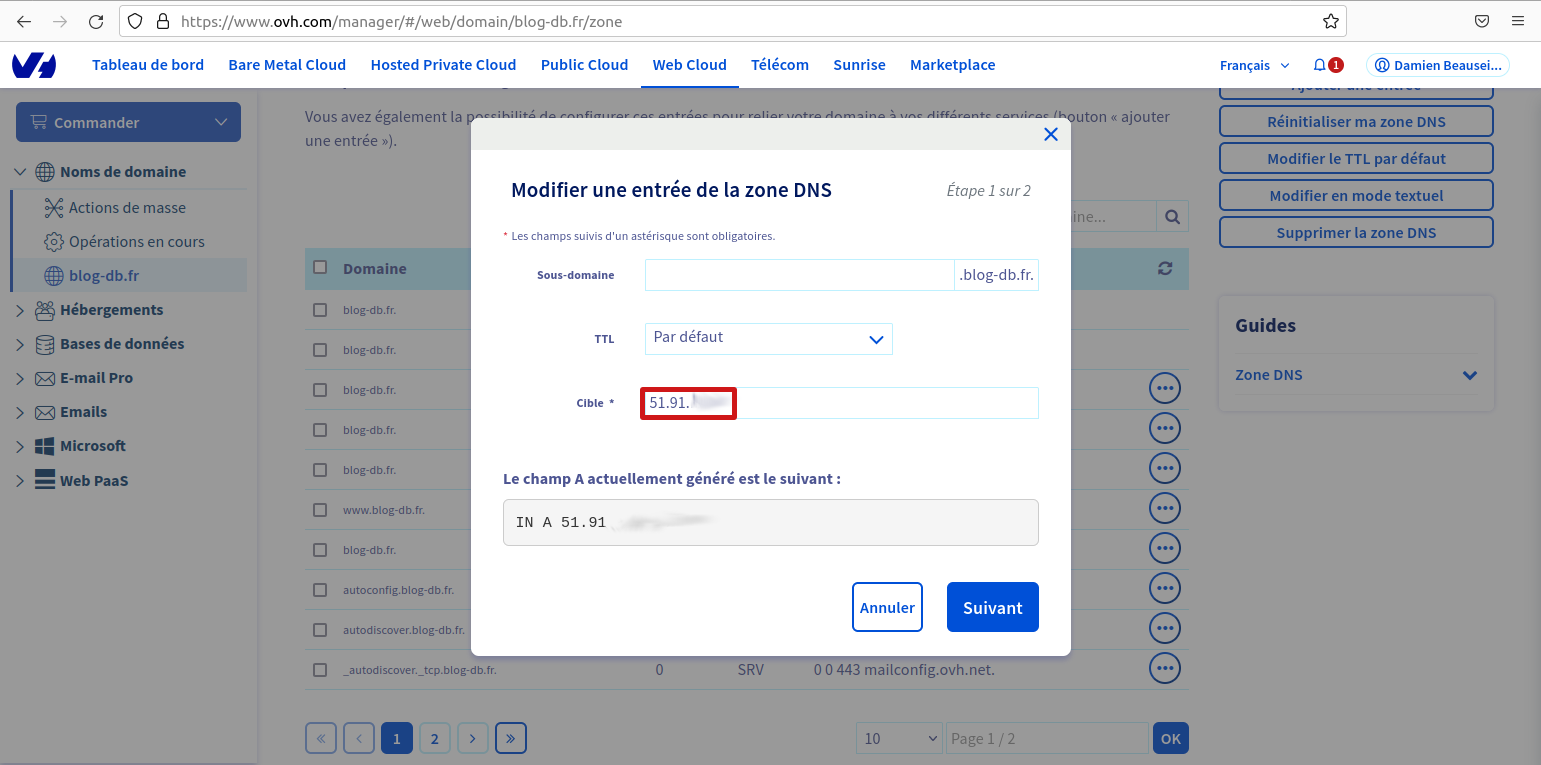 https://www.ovh.com/manager/#/web/domain/blog-db.fr/zone
Tableau de bord
Bare Metal Cloud
Hosted Private Cloud
Public Cloud
Web Cloud
Télécom
Sunrise
Marketplace
Français
1
Damien Beausei...
Commander
Noms de domaine
Actions de masse
Opérations en cours
blog-db.fr
Hébergements
Bases de données
E-mail Pro
Emails
Microsoft
Web PaaS
Vous avez également la possibilité de configurer ces entrées pour relier votre domaine à vos différents services (bouton « ajouter
une entrée »).
Domaine
blog-db.fr.
blog-db.fr.
blog-db.fr.
blog-db.fr.
blog-db.fr.
www.blog-db.fr.
blog-db.fr.
autoconfig.blog-db.fr.
autodiscover.blog-db.fr.
_autodiscover._tcp.blog-db.fr.
0
SRV
0 0 443 mailconfig.ovh.net.
«
‹
1
2
›
»
10
Page 1 / 2
OK
Modifier une entrée de la zone DNS
Étape 1 sur 2
* Les champs suivis d'un astérisque sont obligatoires.
Sous-domaine
.blog-db.fr.
TTL
Par défaut
Cible *
51.91.
Le champ A actuellement généré est le suivant :
IN A 51.91
Annuler
Suivant
Ajouter une entrée
Réinitialiser ma zone DNS
Modifier le TTL par défaut
Modifier en mode textuel
Supprimer la zone DNS
Guides
Zone DNS